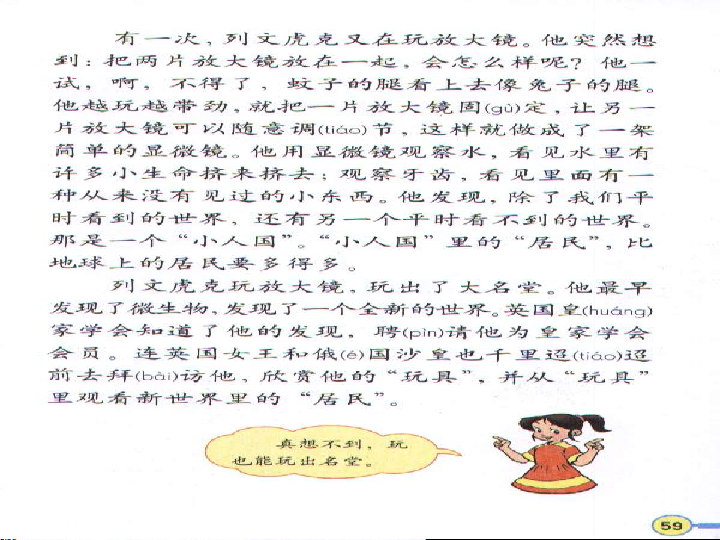 有一次，列文虎克又在玩放大镜。他突然想
到：把两片放大镜放在一起，会怎么样呢？他一
试，啊，不得了，蚊子的腿看上去像兔子的腿。
他越玩越带劲，就把一片放大镜固(gù)定，让另一
片放大镜可以随意调(tiáo)节，这样就做成了一架
简单的显微镜。他用显微镜观察水，看见水里有
许多小生命挤来挤去；观察牙齿，看见里面有一
种从来没有见过的小东西。他发现，除了我们平
时看到的世界，还有另一个平时看不到的世界。
那是一个“小人国”。“小人国”里的“居民”，比
地球上的居民要多得多。
列文虎克玩放大镜，玩出了大名堂。他最早
发现了微生物，发现了一个全新的世界。英国皇(huáng)
家学会知道了他的发现，聘(pìn)请他为皇家学会
会员。连英国女王和俄(é)国沙皇也千里迢(tiáo)迢
前去拜(bài)访他，欣赏他的“玩具”，并从“玩具”
里观看新世界里的“居民”。
真想不到，玩
也能玩出名堂。
59